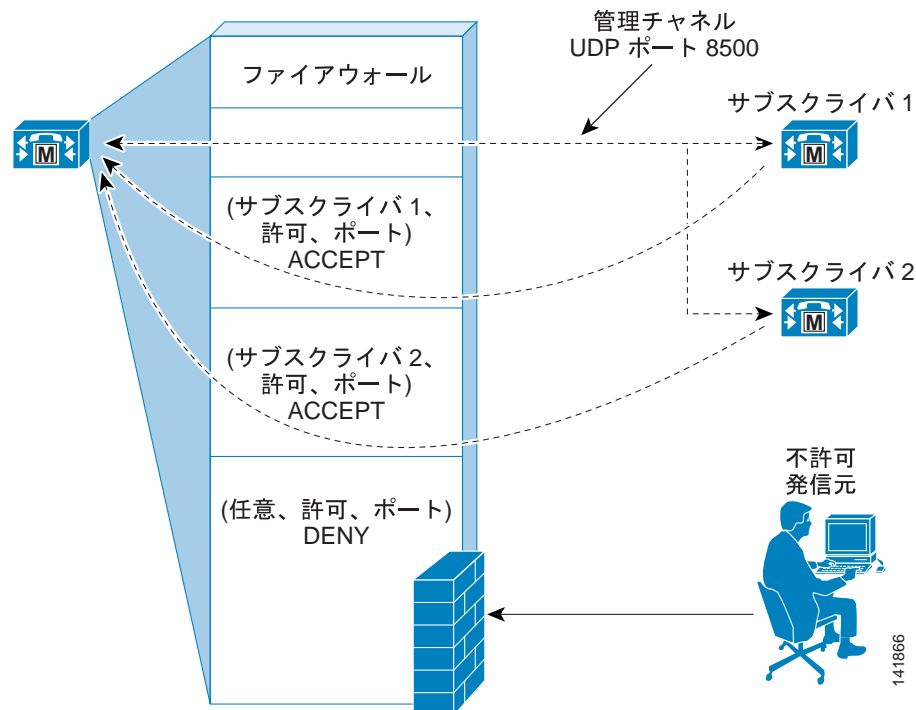 管理チャネル
UDP ポート 8500
ファイアウォール
サブスクライバ 1
M
M
(サブスクライバ 1、
許可、ポート)
ACCEPT
サブスクライバ 2
M
(サブスクライバ 2、
許可、ポート)
ACCEPT
不許可
発信元
(任意、許可、ポート)
DENY
141866